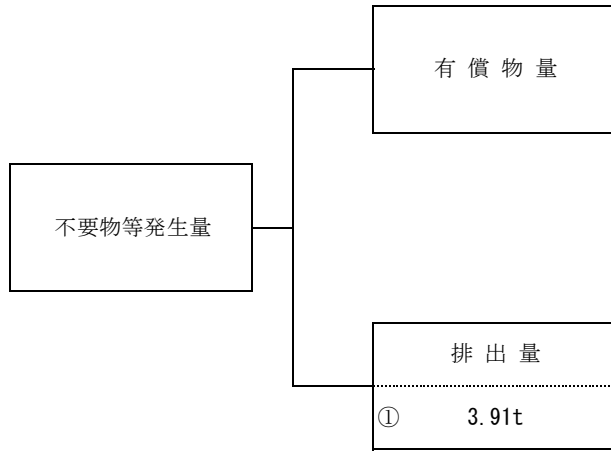 有 償 物 量
不要物等発生量
排 出 量
① 3.91t